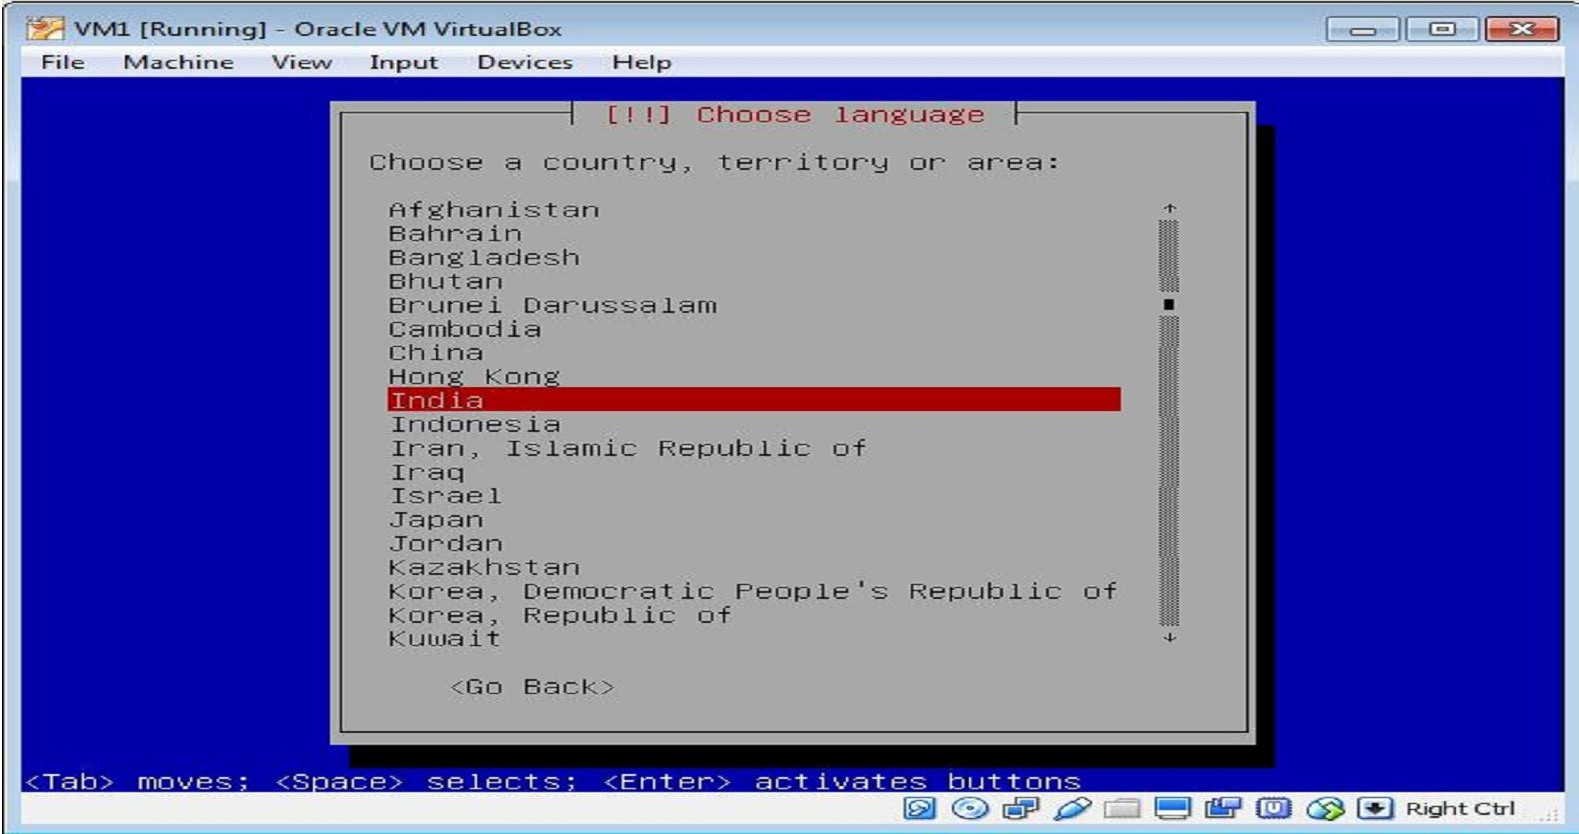 VM1 [Running] - Oracle VM VirtualBox
File Machine View Input Devices Help
[!!] Choose language
Choose a country, territory or area:
Afghanistan
Bahrain
Bangladesh
Bhutan
Brunei Darussalam
Cambodia
China
Hong Kong
India
Indonesia
Iran, Islamic Republic of
Iraq
Israel
Japan
Jordan
Kazakhstan
Korea, Democratic People's Republic of
Korea, Republic of
Kuwait
<Go Back>
<Tab> moves; <Space> selects; <Enter> activates buttons
Right Ctrl